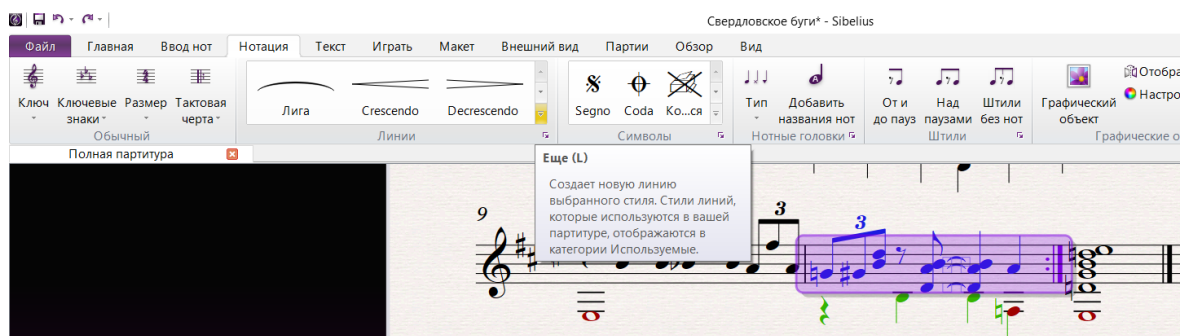 Свердловское буги* - Sibelius
Файл Главная Ввод нот Нотация Текст Играть Макет Внешний вид Партии Обзор Вид
Ключ Ключевые знаки Размер Тактовая черта
Обычный
Лига Crescendo Decrescendo
Линии
Segno Coda Ко...ся
Символы
Тип Добавить названия нот
Нотные головки
От и до пауз Над паузами Штили без нот
Штили
Графический объект
Отобра
Настро
Графические о
Полная партитура
Еще (L)
Создает новую линию
выбранного стиля. Стили линий,
которые используются в вашей
партитуре, отображаются в
категории Используемые.
9
3
3